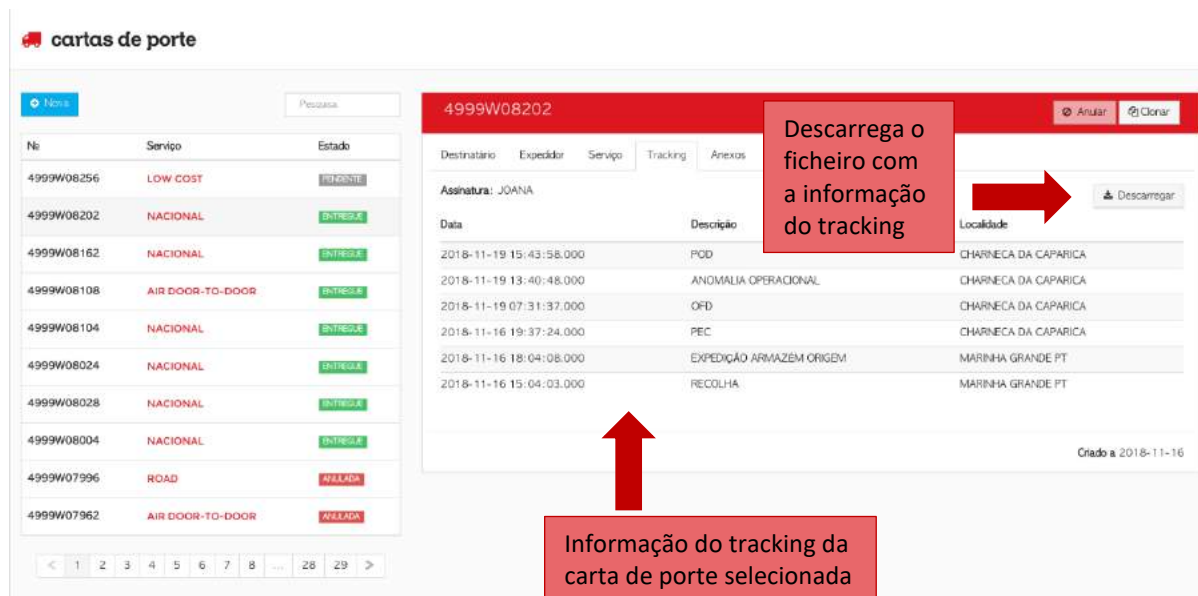 cartas de porte
Nova
Pesquisa
Nº Serviço Estado
4999W08256 LOW COST PENDENTE
4999W08202 NACIONAL ENTREGUE
4999W08162 NACIONAL ENTREGUE
4999W08108 AIR DOOR-TO-DOOR ENTREGUE
4999W08104 NACIONAL ENTREGUE
4999W08024 NACIONAL ENTREGUE
4999W08028 NACIONAL ENTREGUE
4999W08004 NACIONAL ENTREGUE
4999W07996 ROAD ANULADA
4999W07962 AIR DOOR-TO-DOOR ANULADA
< 1 2 3 4 5 6 7 8 ... 28 29 >
4999W08202
Anular Clonar
Destinatário Expedidor Serviço Tracking Anexos
Assinatura: JOANA
Descarregar
Data Descrição Localidade
2018-11-19 15:43:58.000 POD CHARNECA DA CAPARICA
2018-11-19 13:40:48.000 ANOMALIA OPERACIONAL CHARNECA DA CAPARICA
2018-11-19 07:31:37.000 OFD CHARNECA DA CAPARICA
2018-11-16 19:37:24.000 PEC CHARNECA DA CAPARICA
2018-11-16 18:04:08.000 EXPEDIÇÃO ARMAZÉM ORIGEM MARINHA GRANDE PT
2018-11-16 15:04:03.000 RECOLHA MARINHA GRANDE PT
Criado a 2018-11-16
Descarrega o
ficheiro com
a informação
do tracking
Informação do tracking da
carta de porte selecionada